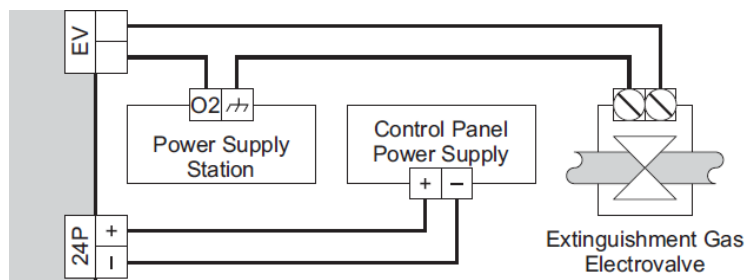 EV
O2
Power Supply
Station
Control Panel
Power Supply
+ −
24P
+
−
Extinguishment Gas
Electrovalve